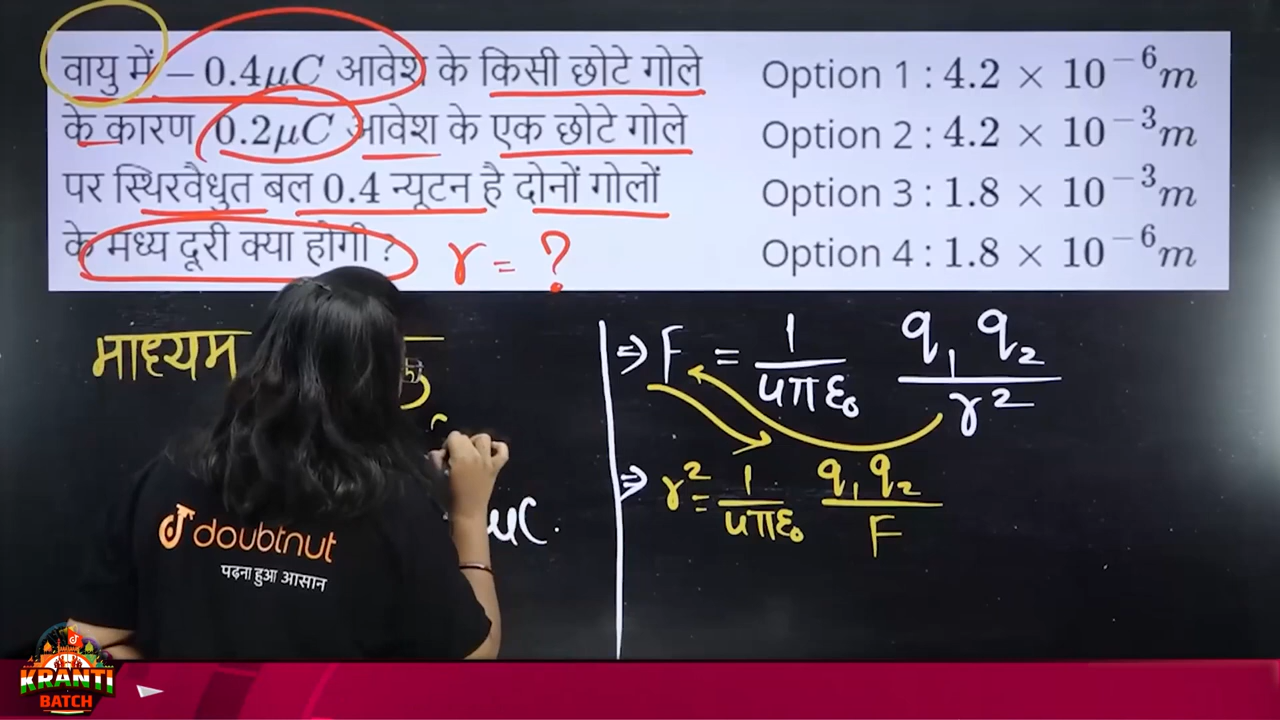 वायु में − 0.4μC आवेश के किसी छोटे गोले
के कारण 0.2μC आवेश के एक छोटे गोले
पर स्थिरवैधुत बल 0.4 न्यूटन है दोनों गोलों
के मध्य दूरी क्या होगी ?
r = ?
Option 1 : 4.2 × 10⁻⁶m
Option 2 : 4.2 × 10⁻³m
Option 3 : 1.8 × 10⁻³m
Option 4 : 1.8 × 10⁻⁶m
माध्यम
μC.
⇒ F = 1/4πε₀ q₁ q₂/r²
⇒ r² = 1/4πε₀ q₁q₂/F
doubtnut
पढ़ना हुआ आसान
KRANTI
BATCH